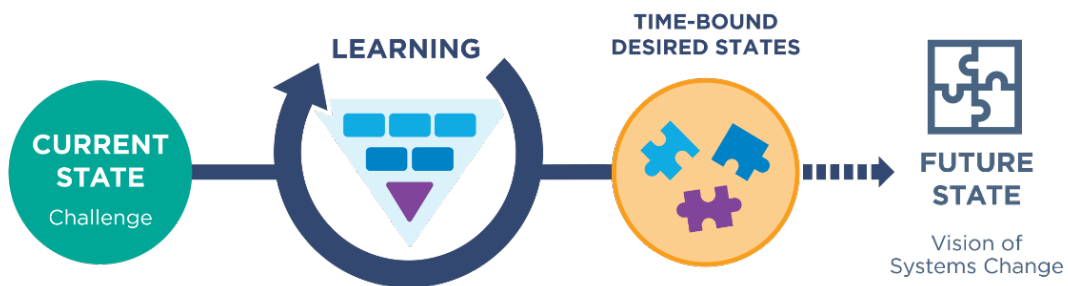 CURRENT
STATE
Challenge
LEARNING
TIME-BOUND
DESIRED STATES
FUTURE
STATE
Vision of
Systems Change